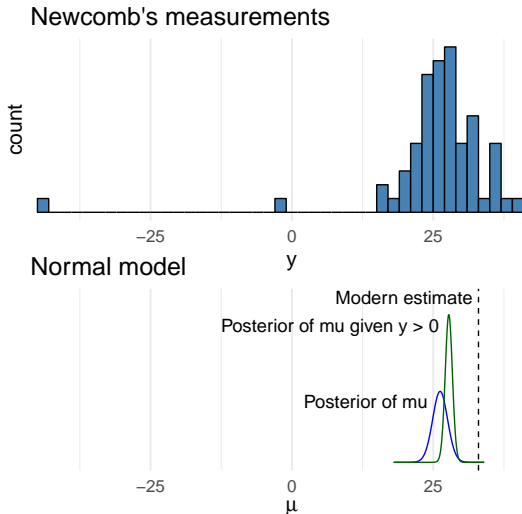 Newcomb's measurements
count
−25 0 25
y
Normal model
Modern estimate
Posterior of mu given y > 0
Posterior of mu
−25 0 25
μ